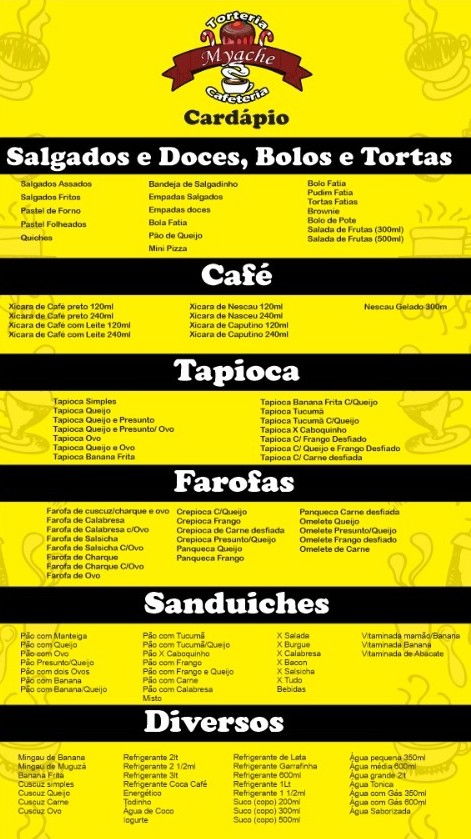 Torteria
Myache
Cafeteria
Cardápio
Salgados e Doces, Bolos e Tortas
Salgados Assados
Salgados Fritos
Pastel de Forno
Pastel Folheados
Quiches
Bandeja de Salgadinho
Empadas Salgados
Empadas doces
Bola Fatia
Pão de Queijo
Mini Pizza
Bolo Fatia
Pudim Fatia
Tortas Fatias
Brownie
Bolo de Pote
Salada de Frutas (300ml)
Salada de Frutas (500ml)
Café
Xicara de Café preto 120ml
Xicara de Café preto 240ml
Xicara de Café com Leite 120ml
Xicara de Café com Leite 240ml
Xicara de Nescau 120ml
Xicara de Nasceu 240ml
Xicara de Caputino 120ml
Xicara de Caputino 240ml
Nescau Gelado 300m
Tapioca
Tapioca Simples
Tapioca Queijo
Tapioca Queijo e Presunto
Tapioca Queijo e Presunto/ Ovo
Tapioca Ovo
Tapioca Queijo e Ovo
Tapioca Banana Frita
Tapioca Banana Frita C/Queijo
Tapioca Tucumã
Tapioca Tucumã C/Queijo
Tapioca X Caboquinho
Tapioca C/ Frango Desfiado
Tapioca C/ Queijo e Frango Desfiado
Tapioca C/ Carne desfiada
Farofas
Farofa de cuscuz/charque e ovo
Farofa de Calabresa
Farofa de Calabresa c/Ovo
Farofa de Salsicha
Farofa de Salsicha C/Ovo
Farofa de Charque
Farofa de Charque C/Ovo
Farofa de Ovo
Crepioca C/Queijo
Crepioca Frango
Crepioca de Carne desfiada
Crepioca Presunto/Queijo
Panqueca Queijo
Panqueca Frango
Panqueca Carne desfiada
Omelete Queijo
Omelete Presunto/Queijo
Omelete Frango desfiado
Omelete de Carne
Sanduiches
Pão com Manteiga
Pão com Queijo
Pão com Ovo
Pão Presunto/Queijo
Pão com dois Ovos
Pão com Banana
Pão com Banana/Queijo
Pão com Tucumã
Pão com Tucumã/Queijo
Pão X Caboquinho
Pão com Frango
Pão com Frango e Queijo
Pão com Carne
Pão com Calabresa
Misto
X Salada
X Burgue
X Calabresa
X Bacon
X Salsicha
X Tudo
Bebidas
Vitaminada mamão/Banana
Vitaminada Banana
Vitaminada de Abacate
Diversos
Mingau de Banana
Mingau de Muguzá
Banana Frita
Cuscuz simples
Cuscuz Queijo
Cuscuz Carne
Cuscuz Ovo
Refrigerante 2lt
Refrigerante 2 1/2ml
Refrigerante 3lt
Refrigerante Coca Café
Energético
Todinho
Água de Coco
Iogurte
Refrigerante de Lata
Refrigerante Garrafinha
Refrigerante 600ml
Refrigerante 1Lt
Refrigerante 1 1/2ml
Suco (copo) 200ml
Suco (copo) 300ml
Suco (copo) 500ml
Água pequena 350ml
Água média 600ml
Água grande 2lt
Água Tonica
Água com Gás 350ml
Água com Gás 600ml
Água Saborizada